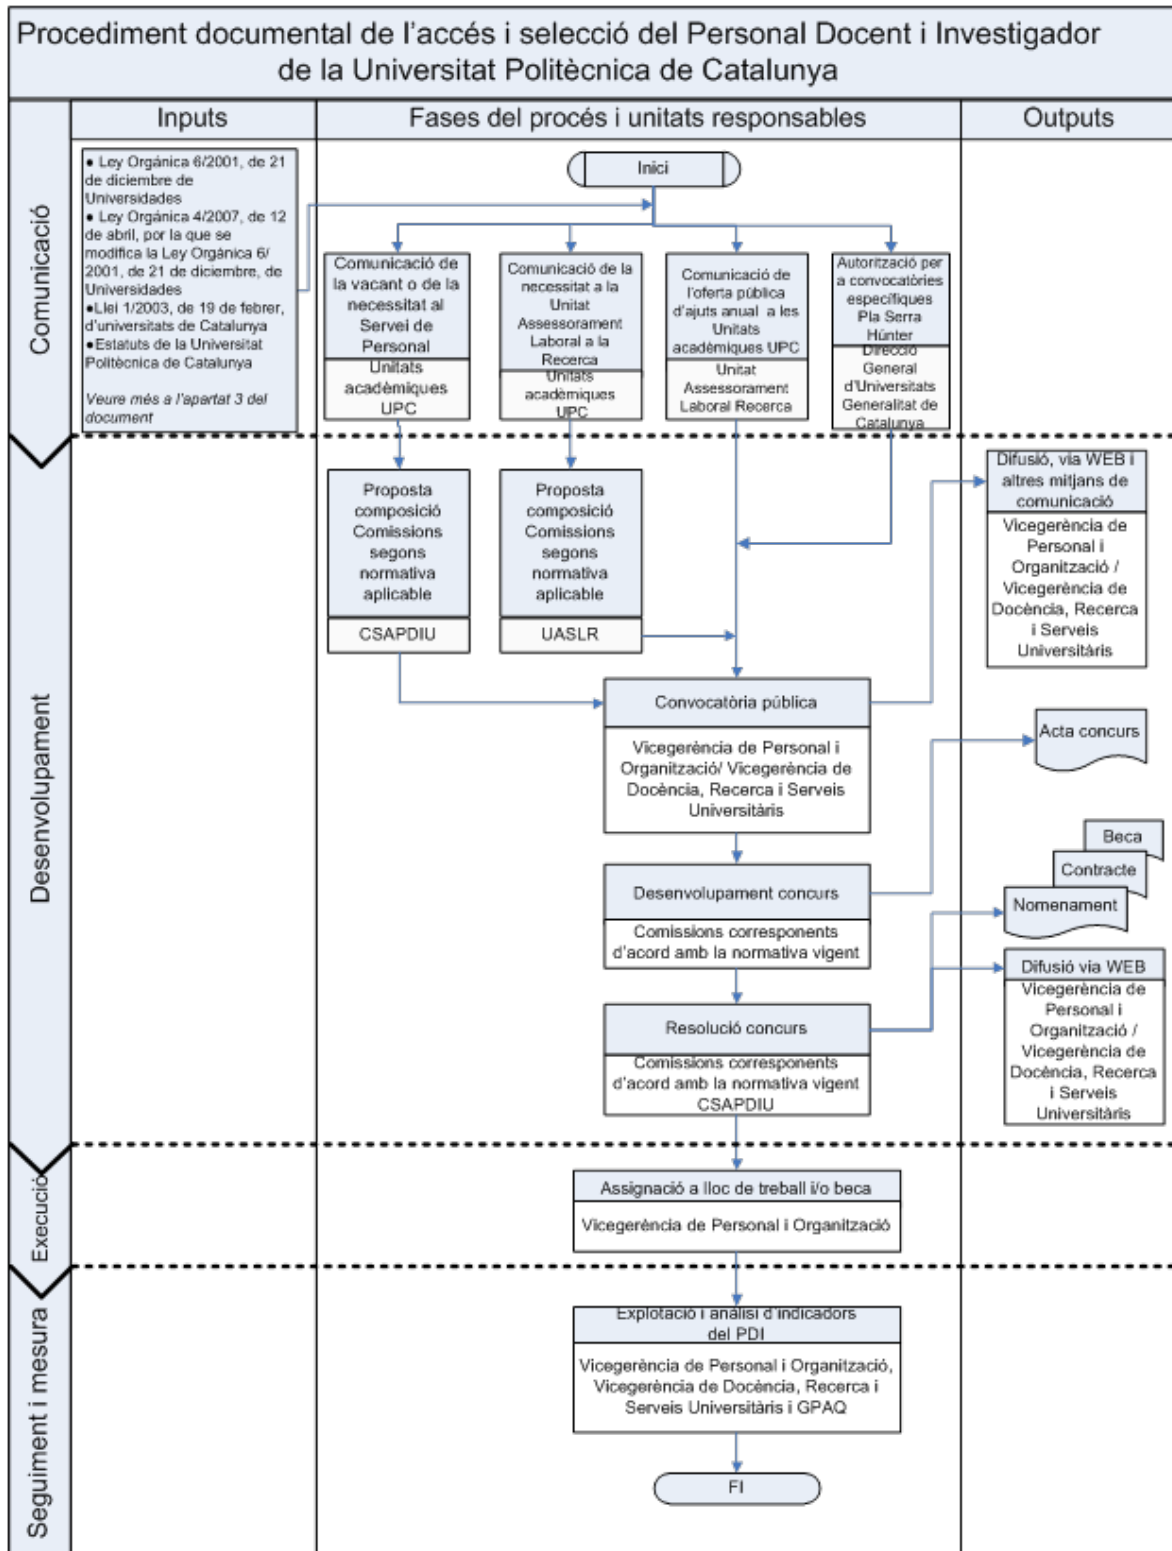 Procediment documental de l'accés i selecció del Personal Docent i Investigador
de la Universitat Politècnica de Catalunya
Inputs
Fases del procés i unitats responsables
Outputs
Comunicació
● Ley Orgánica 6/2001, de 21
de diciembre de
Universidades
● Ley Orgánica 4/2007, de 12
de abril, por la que se
modifica la Ley Orgánica 6/
2001, de 21 de diciembre, de
Universidades
●Llei 1/2003, de 19 de febrer,
d'universitats de Catalunya
●Estatuts de la Universitat
Politècnica de Catalunya
Veure més a l'apartat 3 del
document
Inici
Comunicació de
la vacant o de la
necessitat al
Servei de
Personal
Unitats
acadèmiques
UPC
Comunicació de la
necessitat a la
Unitat
Assessorament
Laboral a la
Recerca
Unitats
acadèmiques
UPC
Comunicació de
l'oferta pública
d'ajuts anual a les
Unitats
acadèmiques UPC
Unitat
Assessorament
Laboral Recerca
Autorització per
a convocatòries
específiques
Pla Serra
Húnter
Direcció
General
d'Universitats
Generalitat de
Catalunya
Desenvolupament
Proposta
composició
Comissions
segons
normativa
aplicable
CSAPDIU
Proposta
composició
Comissions
segons
normativa
aplicable
UASLR
Difusió, via WEB i
altres mitjans de
comunicació
Vicegerència de
Personal i
Organització /
Vicegerència de
Docència, Recerca
i Serveis
Universitàris
Convocatòria pública
Vicegerència de Personal i
Organització/ Vicegerència de
Docència, Recerca i Serveis
Universitàris
Acta concurs
Desenvolupament concurs
Comissions corresponents
d'acord amb la normativa vigent
Beca
Contracte
Nomenament
Resolució concurs
Comissions corresponents
d'acord amb la normativa vigent
CSAPDIU
Difusió via WEB
Vicegerència de
Personal i
Organització /
Vicegerència de
Docència, Recerca
i Serveis
Universitàris
Execució
Assignació a lloc de treball i/o beca
Vicegerència de Personal i Organització
Seguiment i mesura
Explotació i anàlisi d'indicadors
del PDI
Vicegerència de Personal i Organització,
Vicegerència de Docència, Recerca i
Serveis Universitàris i GPAQ
FI